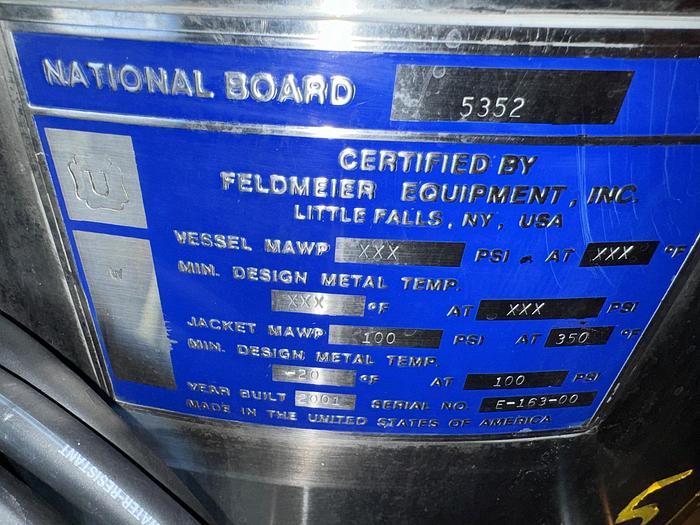 NATIONAL BOARD 5352
U
CERTIFIED BY
FELDMEIER EQUIPMENT, INC.
LITTLE FALLS, NY, USA
W
VESSEL MAWP XXX PSI AT XXX °F
MIN. DESIGN METAL TEMP.
XXX °F AT XXX PSI
JACKET MAWP 100 PSI AT 350 °F
MIN. DESIGN METAL TEMP.
-20 °F AT 100 PSI
YEAR BUILT 2001 SERIAL NO. E-163-00
MADE IN THE UNITED STATES OF AMERICA